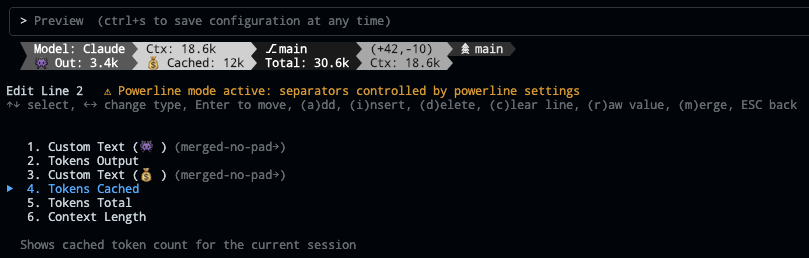 > Preview  (ctrl+s to save configuration at any time)
Model: Claude  Ctx: 18.6k  ⎇ main  (+42,-10)  main
👾 Out: 3.4k  💰 Cached: 12k  Total: 30.6k  Ctx: 18.6k
Edit Line 2  ⚠ Powerline mode active: separators controlled by powerline settings
↑↓ select, ←→ change type, Enter to move, (a)dd, (i)nsert, (d)elete, (c)lear line, (r)aw value, (m)erge, ESC back
1. Custom Text (👾 ) (merged-no-pad→)
2. Tokens Output
3. Custom Text (💰 ) (merged-no-pad→)
▶ 4. Tokens Cached
5. Tokens Total
6. Context Length
Shows cached token count for the current session